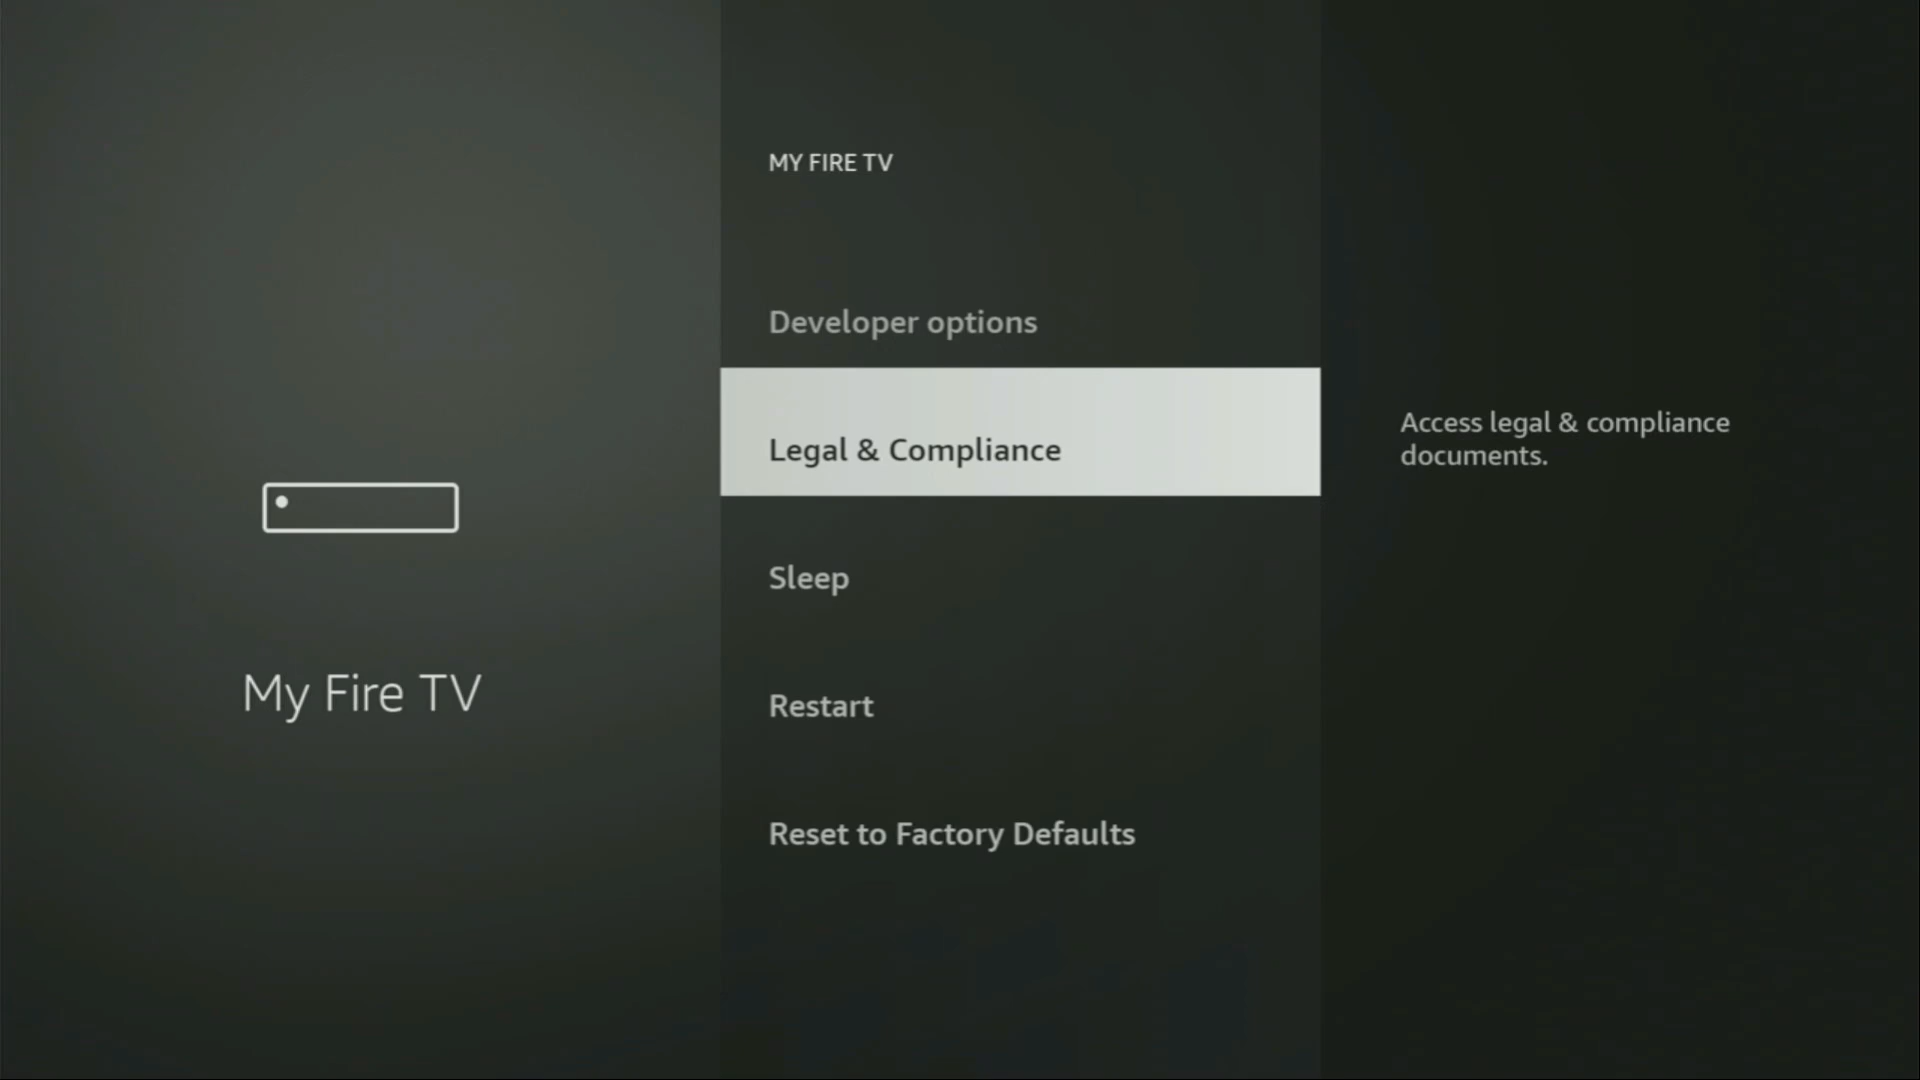 My Fire TV
MY FIRE TV
Developer options
Legal & Compliance
Sleep
Restart
Reset to Factory Defaults
Access legal & compliance
documents.